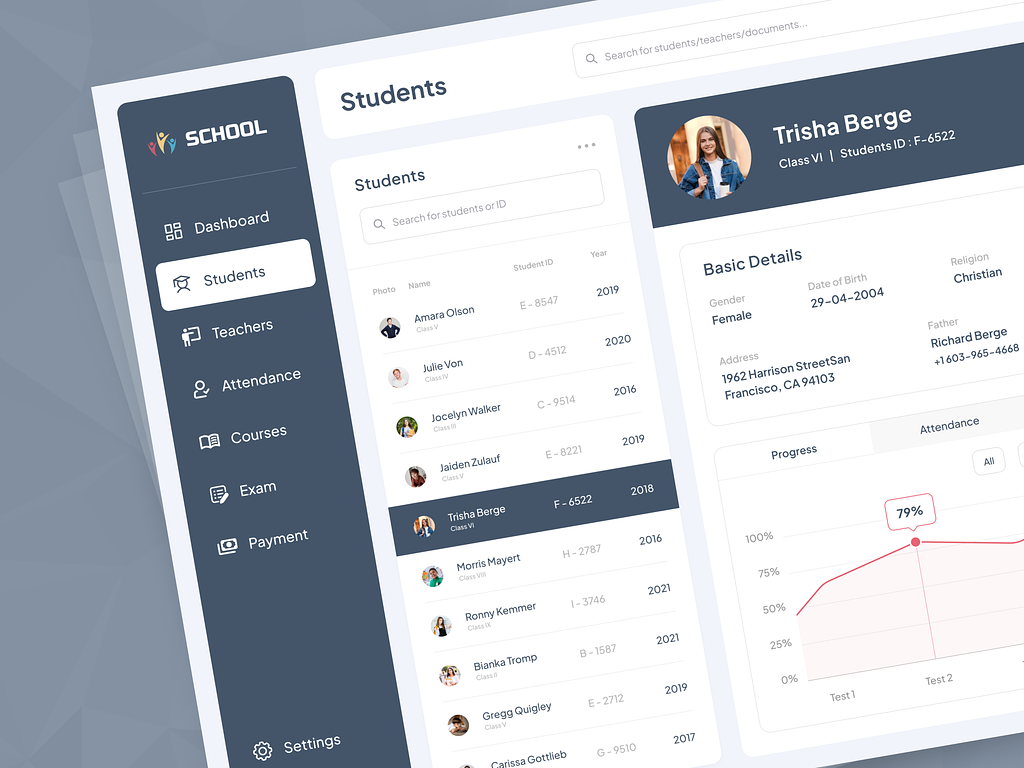 SCHOOL
Dashboard
Students
Teachers
Attendance
Courses
Exam
Payment
Settings
Students
Search for students/teachers/documents...
Students
Search for students or ID
Photo Name Student ID Year
Amara Olson E - 8547 2019
Class V
Julie Von D - 4512 2020
Class IV
Jocelyn Walker C - 9514 2016
Class III
Jaiden Zulauf E - 8221 2019
Class V
Trisha Berge F - 6522 2018
Class VI
Morris Mayert H - 2787 2016
Class VIII
Ronny Kemmer I - 3746 2021
Class IX
Bianka Tromp B - 1587 2021
Class II
Gregg Quigley E - 2712 2019
Class V
Carissa Gottlieb G - 9510 2017
Trisha Berge
Class VI | Students ID : F-6522
Basic Details
Gender Date of Birth Religion
Female 29-04-2004 Christian
Address Father
1962 Harrison StreetSan Richard Berge
Francisco, CA 94103 +1 603-965-4668
Progress Attendance
All
79%
100%
75%
50%
25%
0%
Test 1 Test 2